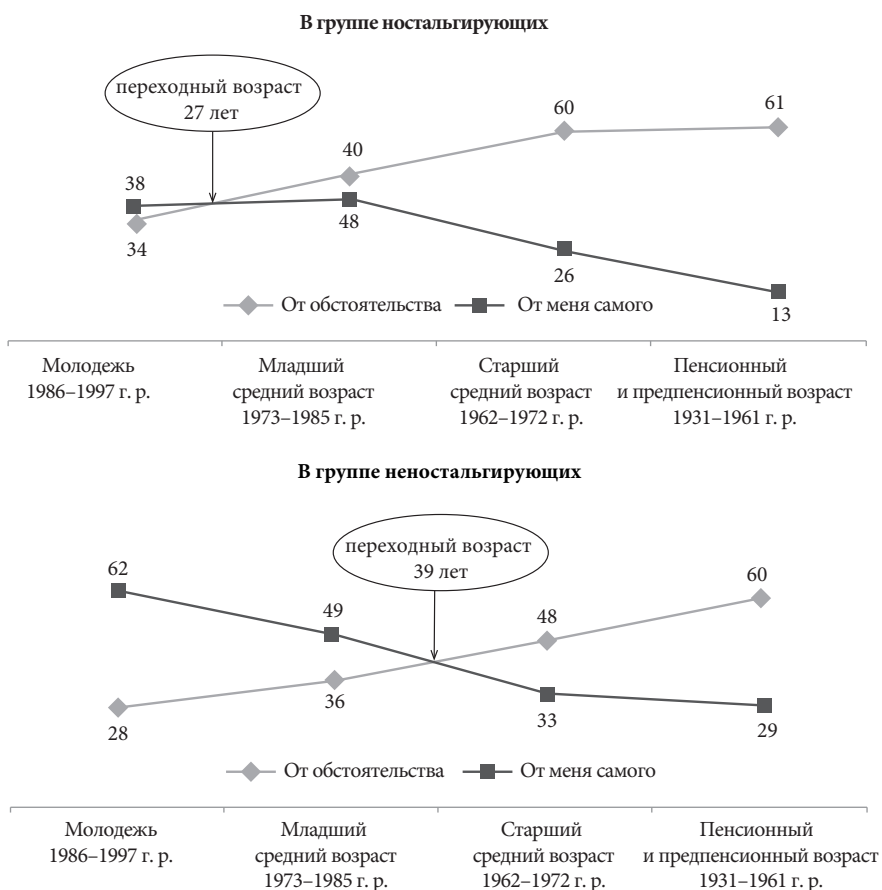 В группе ностальгирующих
переходный возраст
27 лет
38
34
40
48
60
26
61
13
От обстоятельства
От меня самого
Молодежь
1986–1997 г. р.
Младший
средний возраст
1973–1985 г. р.
Старший
средний возраст
1962–1972 г. р.
Пенсионный
и предпенсионный возраст
1931–1961 г. р.
В группе неностальгирующих
переходный возраст
39 лет
62
28
49
36
48
33
60
29
От обстоятельства
От меня самого
Молодежь
1986–1997 г. р.
Младший
средний возраст
1973–1985 г. р.
Старший
средний возраст
1962–1972 г. р.
Пенсионный
и предпенсионный возраст
1931–1961 г. р.